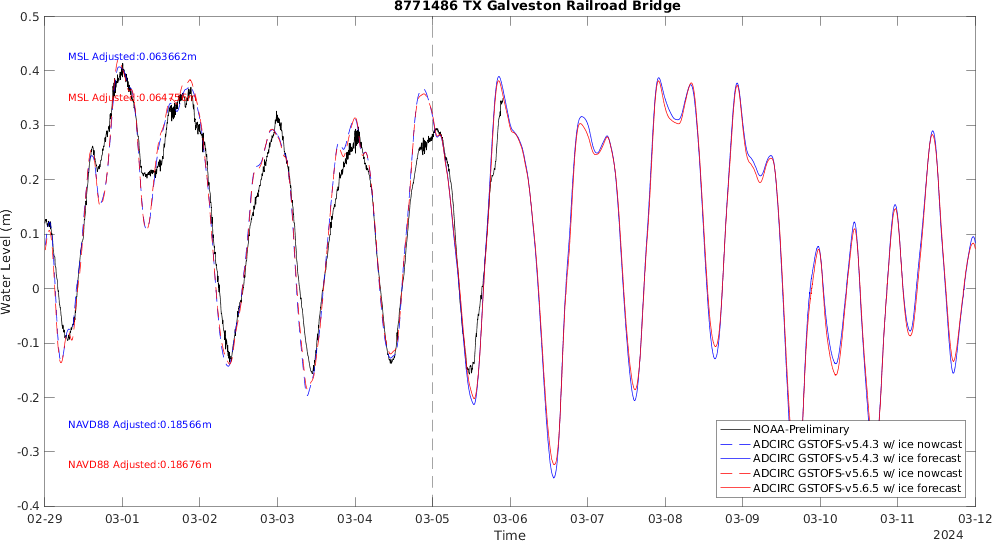 8771486 TX Galveston Railroad Bridge
Water Level (m)
0.5
0.4
0.3
0.2
0.1
0
-0.1
-0.2
-0.3
-0.4
MSL Adjusted:0.063662m
MSL Adjusted:
NAVD88 Adjusted:0.18566m
NAVD88 Adjusted:0.18676m
NOAA-Preliminary
ADCIRC GSTOFS-v5.4.3 w/ ice nowcast
ADCIRC GSTOFS-v5.4.3 w/ ice forecast
ADCIRC GSTOFS-v5.6.5 w/ ice nowcast
ADCIRC GSTOFS-v5.6.5 w/ ice forecast
02-29 03-01 03-02 03-03 03-04 03-05 03-06 03-07 03-08 03-09 03-10 03-11 03-12
Time
2024